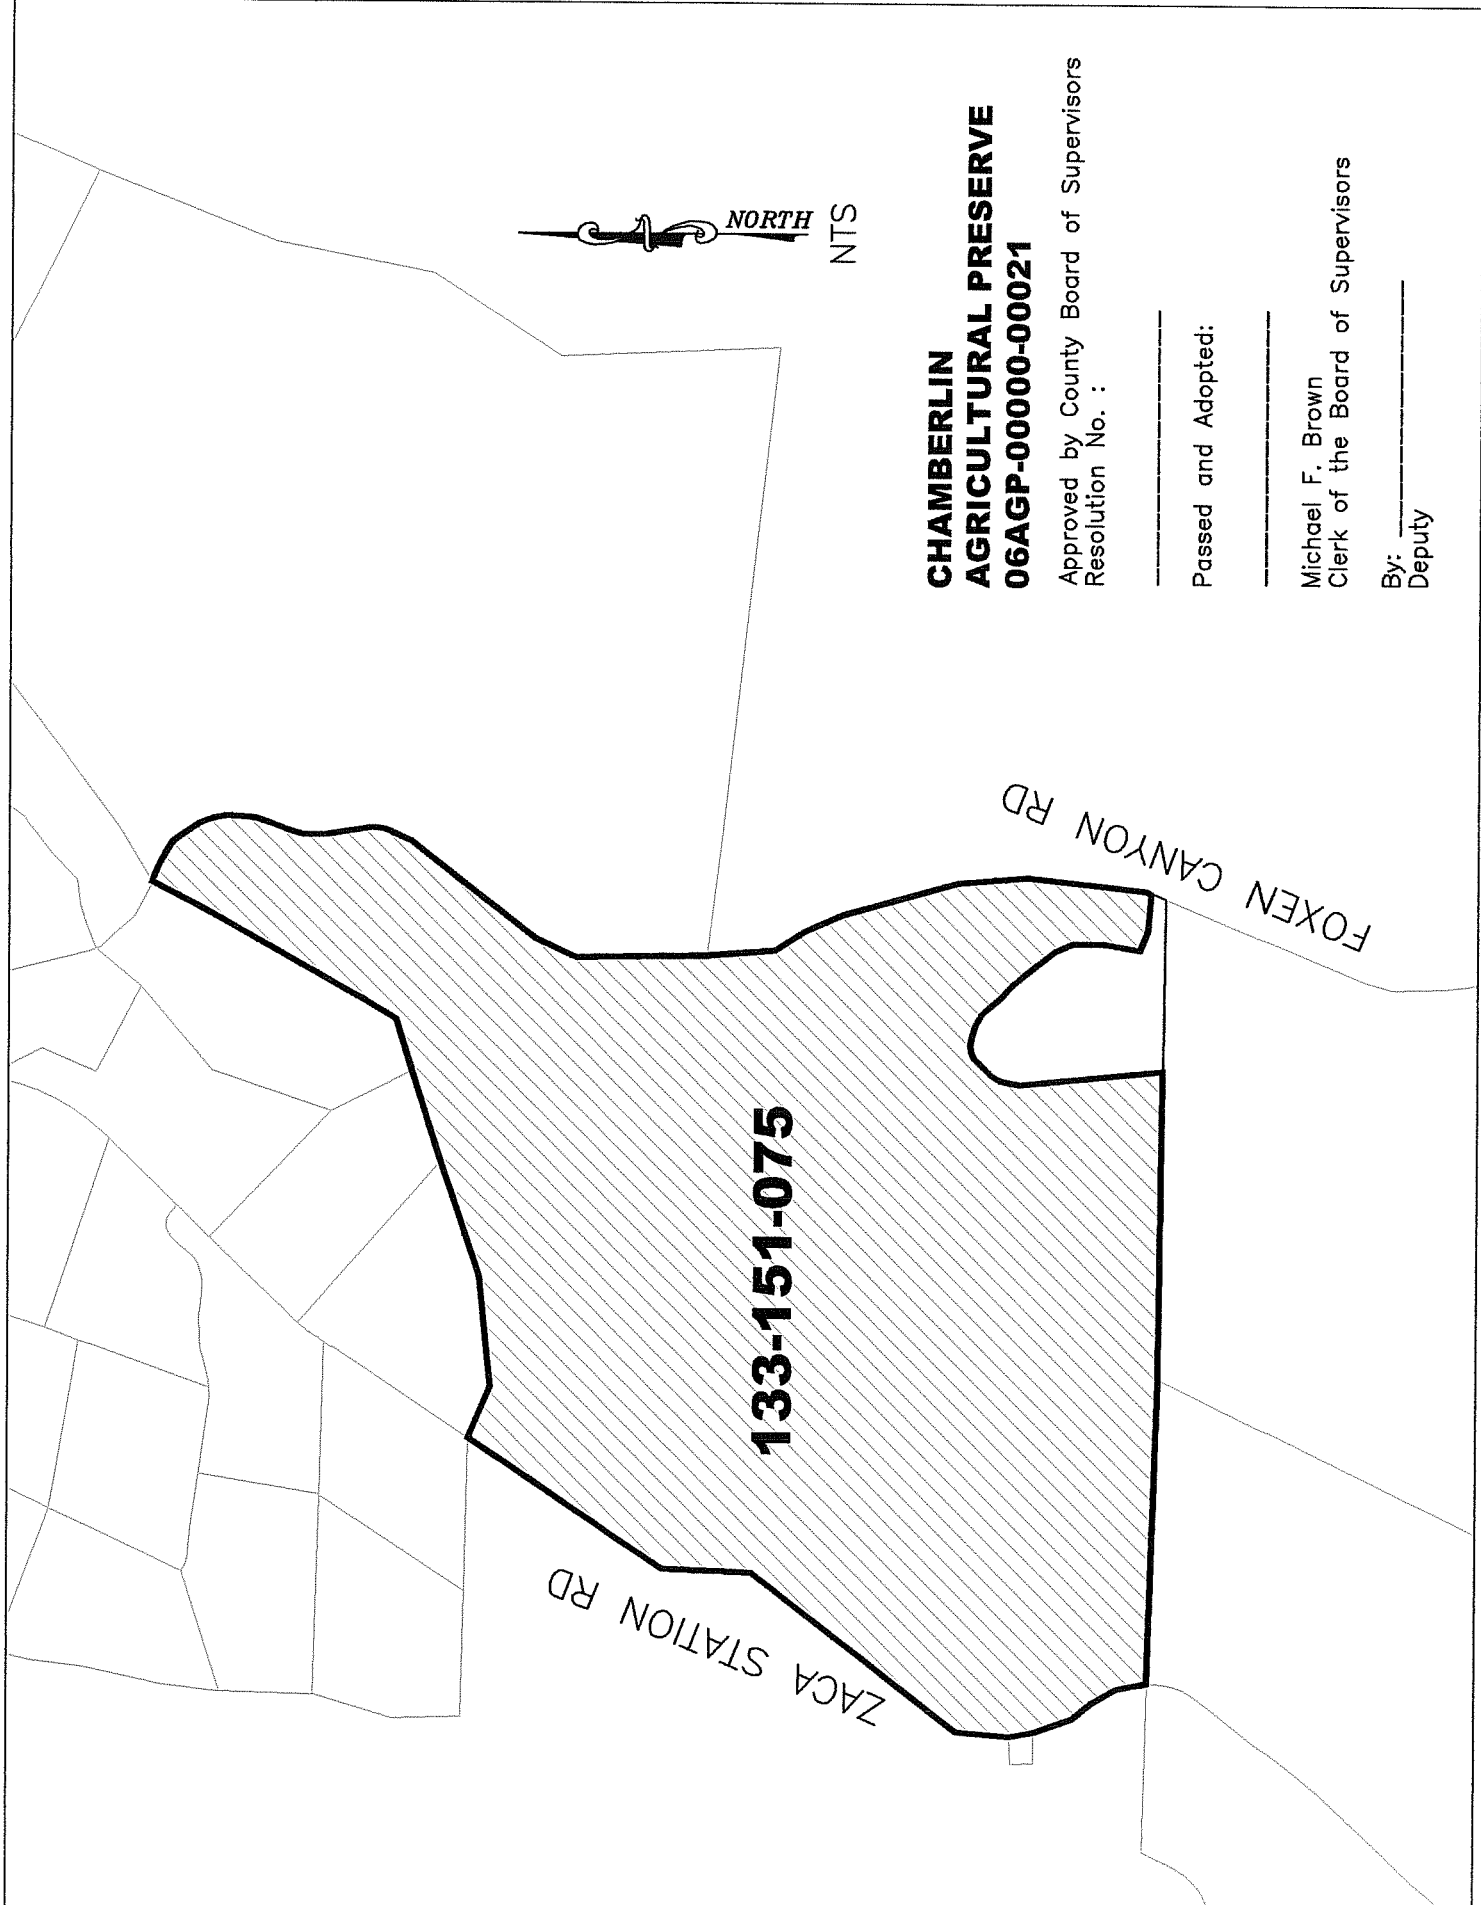 NORTH
NTS
CHAMBERLIN
AGRICULTURAL PRESERVE
06AGP-00000-00021
Approved by County Board of Supervisors
Resolution No. :
Passed and Adopted:
Michael F. Brown
Clerk of the Board of Supervisors
By:
Deputy
133-151-075
ZACA STATION RD
FOXEN CANYON RD